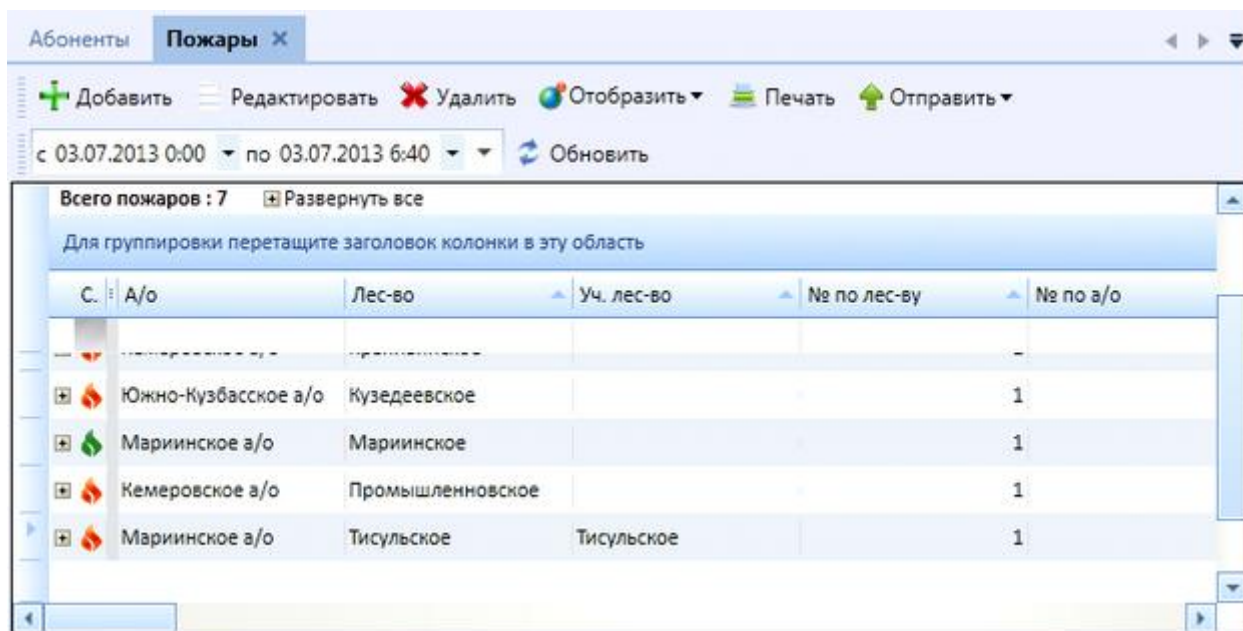 Абоненты Пожары
Добавить Редактировать Удалить Отобразить Печать Отправить
с 03.07.2013 0:00 по 03.07.2013 6:40 Обновить
Всего пожаров : 7 Развернуть все
Для группировки перетащите заголовок колонки в эту область
С. А/о Лес-во Уч. лес-во № по лес-ву № по а/о
Южно-Кузбасское а/о Кузедеевское 1
Мариинское а/о Мариинское 1
Кемеровское а/о Промышленновское 1
Мариинское а/о Тисульское Тисульское 1